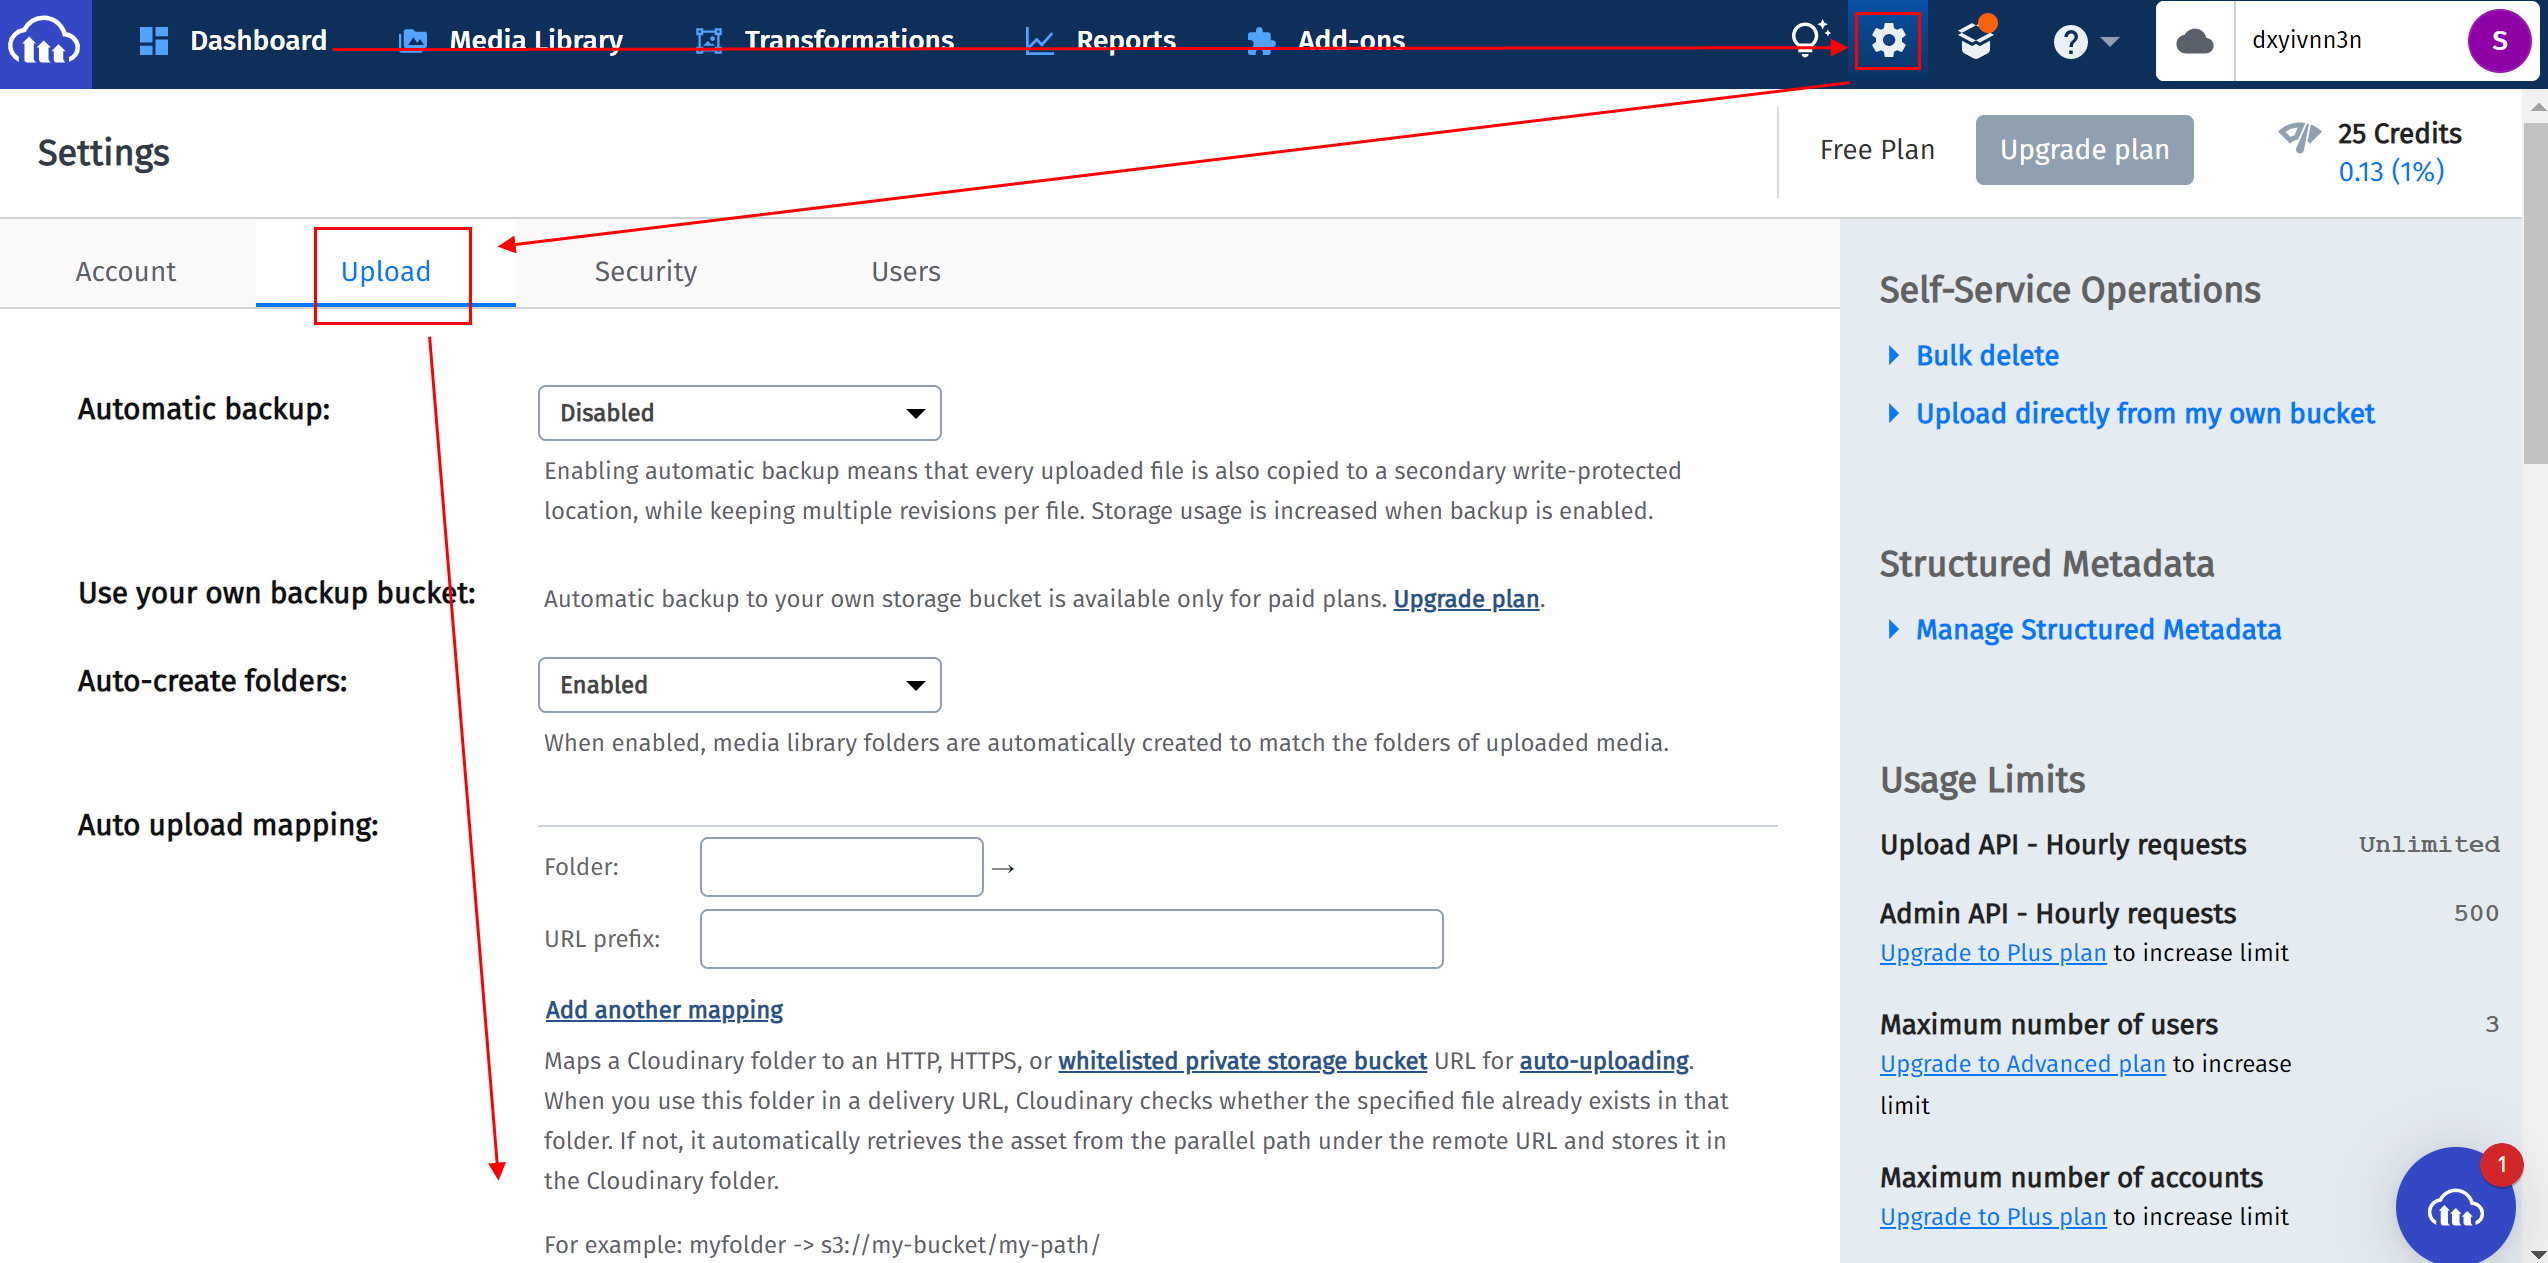 Dashboard Media Library Transformations Reports Add-ons ? dxyivnn3n S
Settings
Free Plan
Upgrade plan
25 Credits
0.13 (1%)
Account Upload Security Users
Automatic backup:
Disabled
Enabling automatic backup means that every uploaded file is also copied to a secondary write-protected
location, while keeping multiple revisions per file. Storage usage is increased when backup is enabled.
Use your own backup bucket:
Automatic backup to your own storage bucket is available only for paid plans. Upgrade plan.
Auto-create folders:
Enabled
When enabled, media library folders are automatically created to match the folders of uploaded media.
Auto upload mapping:
Folder: →
URL prefix:
Add another mapping
Maps a Cloudinary folder to an HTTP, HTTPS, or whitelisted private storage bucket URL for auto-uploading.
When you use this folder in a delivery URL, Cloudinary checks whether the specified file already exists in that
folder. If not, it automatically retrieves the asset from the parallel path under the remote URL and stores it in
the Cloudinary folder.
For example: myfolder -> s3://my-bucket/my-path/
Self-Service Operations
Bulk delete
Upload directly from my own bucket
Structured Metadata
Manage Structured Metadata
Usage Limits
Upload API - Hourly requests Unlimited
Admin API - Hourly requests 500
Upgrade to Plus plan to increase limit
Maximum number of users 3
Upgrade to Advanced plan to increase
limit
Maximum number of accounts
Upgrade to Plus plan to increase limit
1